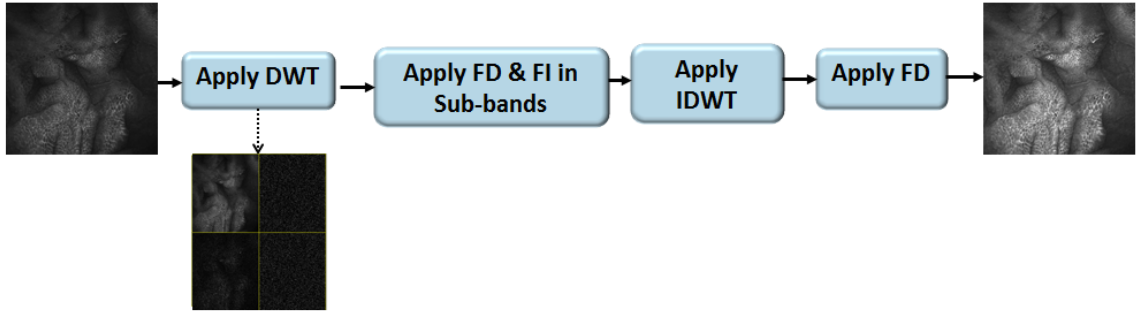 Apply DWT
Apply FD & FI in
Sub-bands
Apply
IDWT
Apply FD